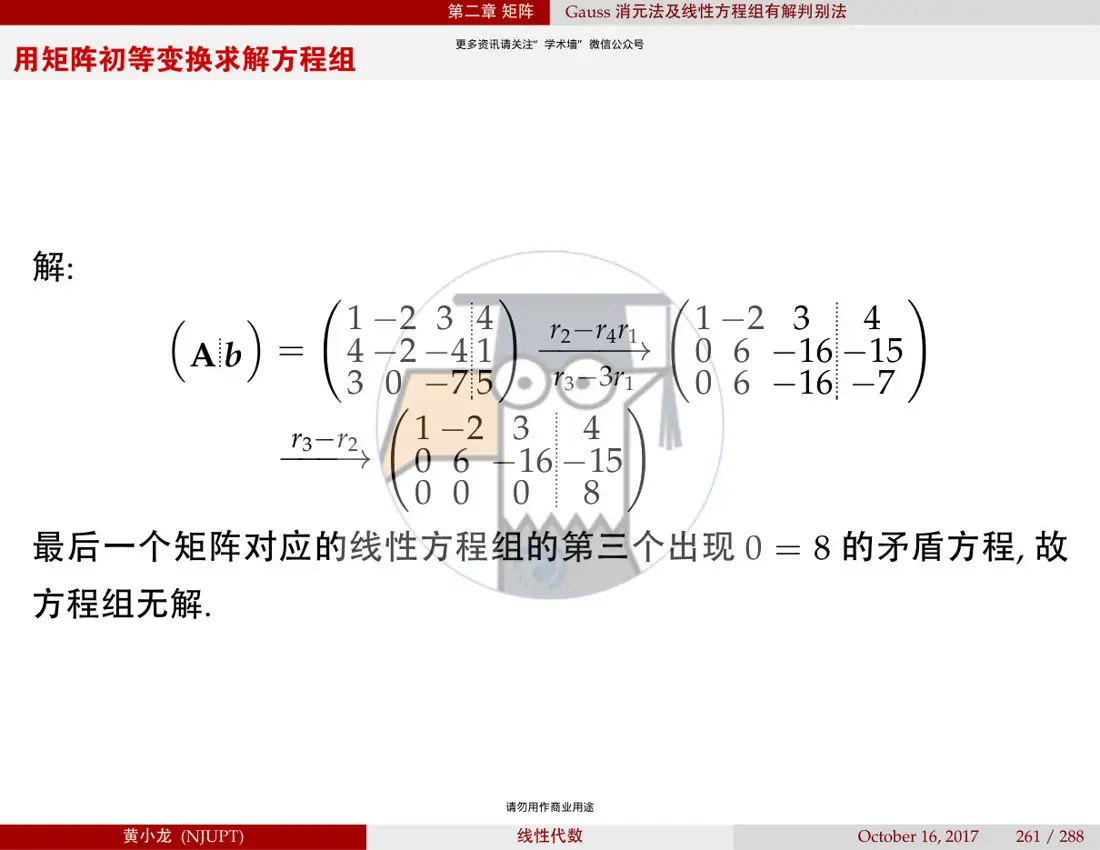 第二章 矩阵 Gauss 消元法及线性方程组有解判别法
用矩阵初等变换求解方程组
更多资讯请关注“学术墙”微信公众号
解:
(A⋮b) = ( 1 −2 3 ⋮ 4 ) r2−r4r1 ( 1 −2 3 ⋮ 4 )
4 −2 −4 ⋮ 1 ⟶ 0 6 −16 ⋮ −15
3 0 −7 ⋮ 5 r3−3r1 0 6 −16 ⋮ −7
r3−r2 ⟶ ( 1 −2 3 ⋮ 4 )
0 6 −16 ⋮ −15
0 0 0 ⋮ 8
最后一个矩阵对应的线性方程组的第三个出现 0 = 8 的矛盾方程, 故
方程组无解.
请勿用作商业用途
黄小龙 (NJUPT) 线性代数 October 16, 2017 261 / 288